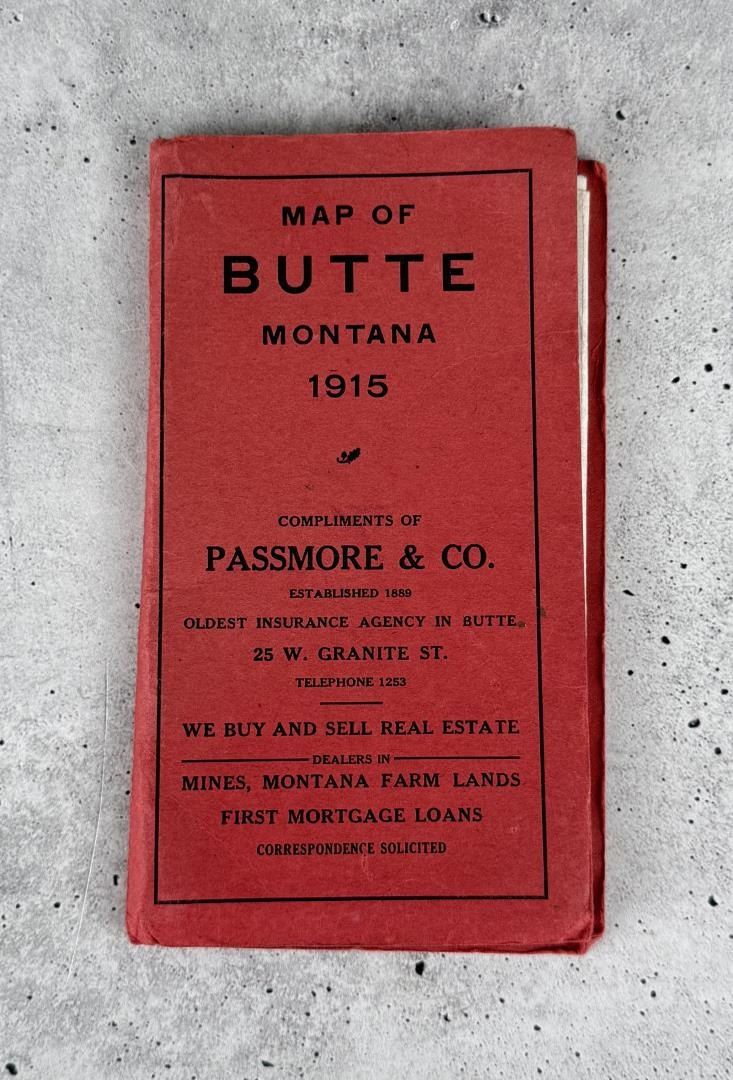 MAP OF
BUTTE
MONTANA
1915
COMPLIMENTS OF
PASSMORE & CO.
ESTABLISHED 1889
OLDEST INSURANCE AGENCY IN BUTTE.
25 W. GRANITE ST.
TELEPHONE 1253
WE BUY AND SELL REAL ESTATE
DEALERS IN
MINES, MONTANA FARM LANDS
FIRST MORTGAGE LOANS
CORRESPONDENCE SOLICITED